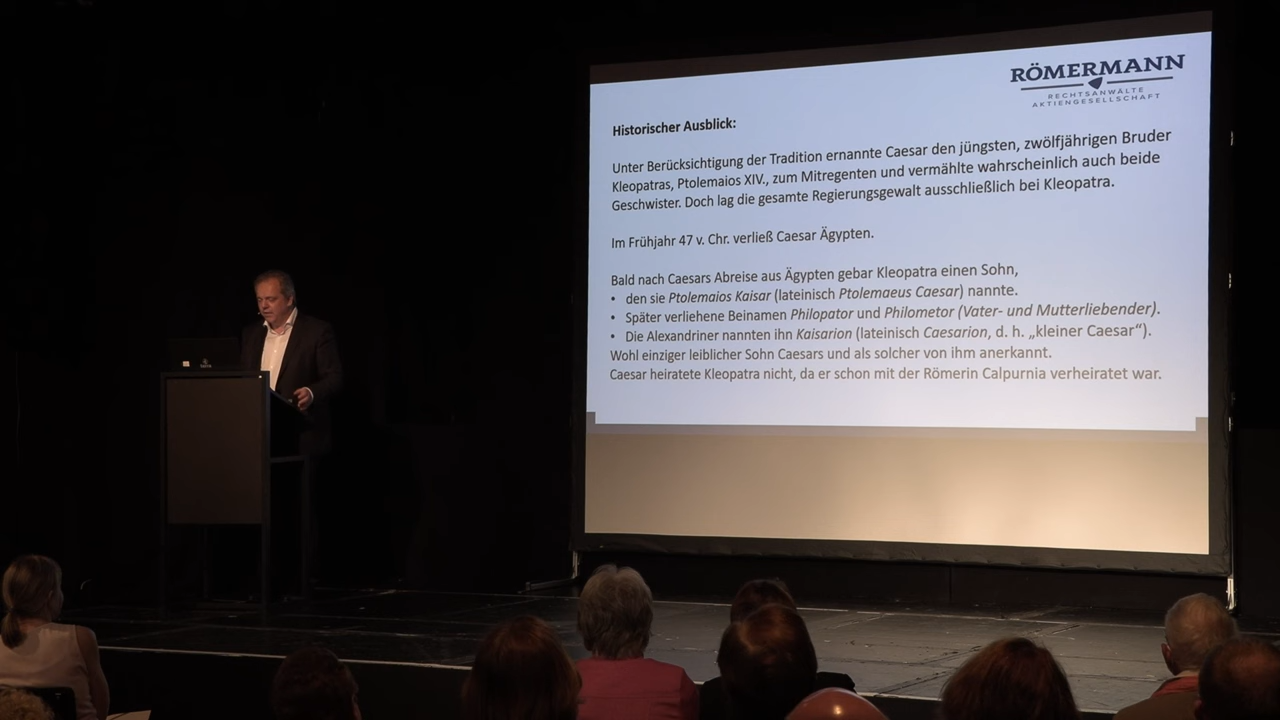 RÖMERMANN
RECHTSANWÄLTE
AKTIENGESELLSCHAFT
Historischer Ausblick:
Unter Berücksichtigung der Tradition ernannte Caesar den jüngsten, zwölfjährigen Bruder
Kleopatras, Ptolemaios XIV., zum Mitregenten und vermählte wahrscheinlich auch beide
Geschwister. Doch lag die gesamte Regierungsgewalt ausschließlich bei Kleopatra.
Im Frühjahr 47 v. Chr. verließ Caesar Ägypten.
Bald nach Caesars Abreise aus Ägypten gebar Kleopatra einen Sohn,
• den sie Ptolemaios Kaisar (lateinisch Ptolemaeus Caesar) nannte.
• Später verliehene Beinamen Philopator und Philometor (Vater- und Mutterliebender).
• Die Alexandriner nannten ihn Kaisarion (lateinisch Caesarion, d. h. „kleiner Caesar“).
Wohl einziger leiblicher Sohn Caesars und als solcher von ihm anerkannt.
Caesar heiratete Kleopatra nicht, da er schon mit der Römerin Calpurnia verheiratet war.